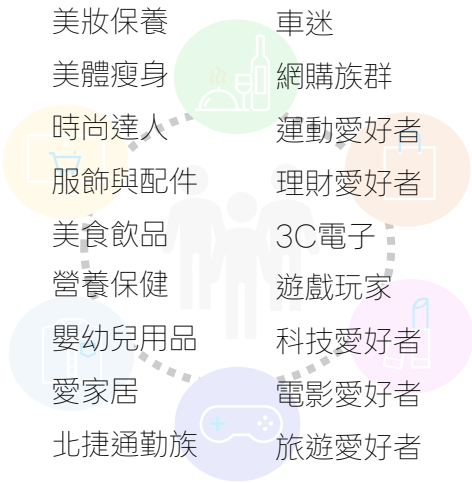 美妝保養
美體瘦身
時尚達人
服飾與配件
美食飲品
營養保健
嬰幼兒用品
愛家居
北捷通勤族
車迷
網購族群
運動愛好者
理財愛好者
3C電子
遊戲玩家
科技愛好者
電影愛好者
旅遊愛好者